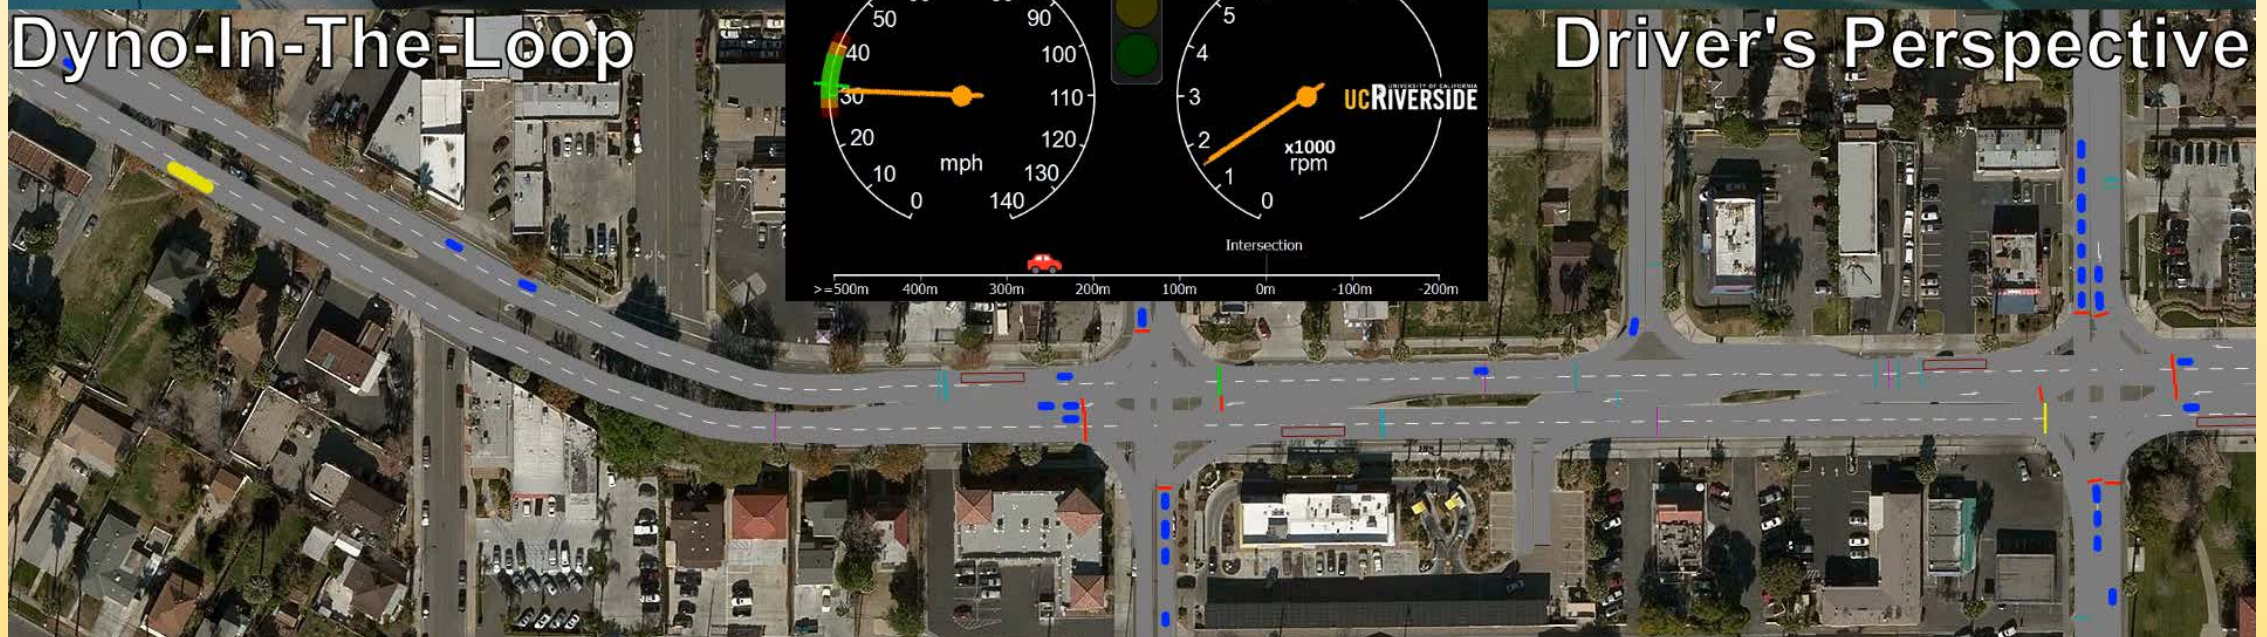 Dyno-In-The-Loop
Driver's Perspective
50
90
40
100
30
110
20
120
10
130
0
140
mph
5
4
3
2
1
0
x1000
rpm
UNIVERSITY OF CALIFORNIA
UCRIVERSIDE
Intersection
>=500m 400m 300m 200m 100m 0m -100m -200m